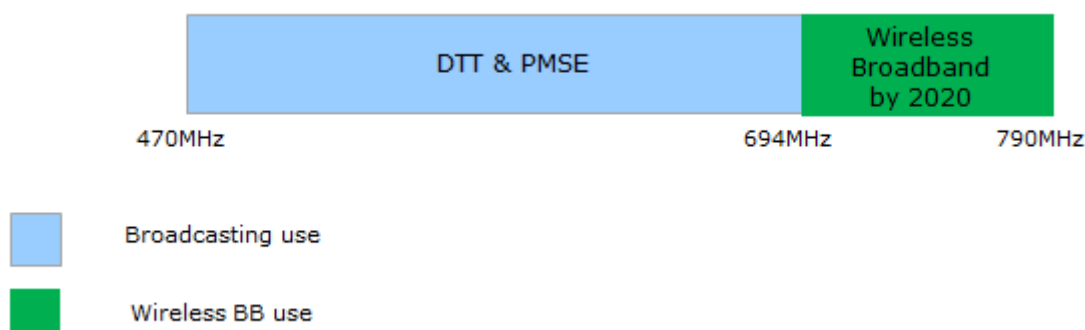 DTT & PMSE
Wireless
Broadband
by 2020
470MHz
694MHz
790MHz
Broadcasting use
Wireless BB use